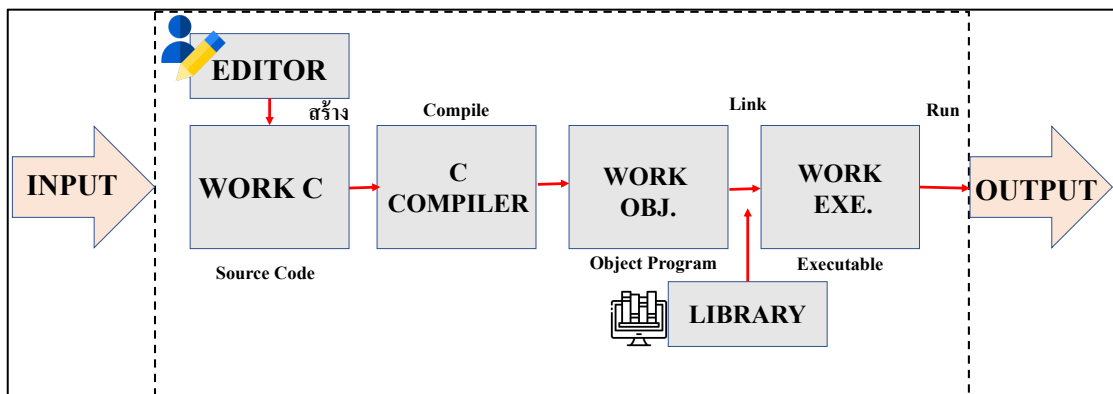 EDITOR
สร้าง
Compile
Link
Run
INPUT
WORK C
C
COMPILER
WORK
OBJ.
WORK
EXE.
OUTPUT
Source Code
Object Program
Executable
LIBRARY